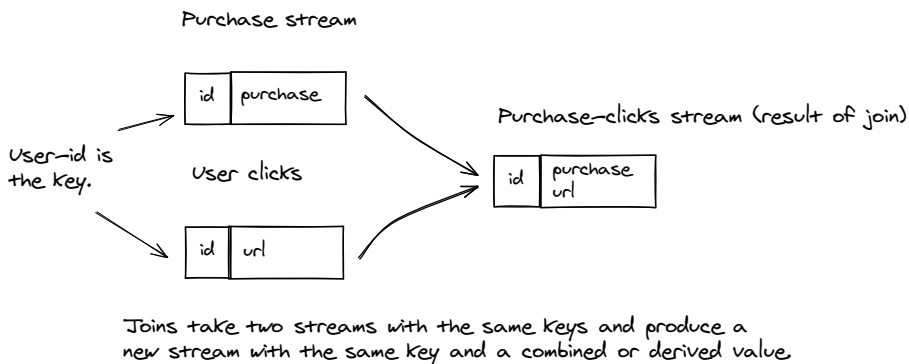 Purchase stream
id
purchase
Purchase-clicks stream (result of join)
User-id is
the key.
User clicks
id
purchase
url
id
url
Joins take two streams with the same keys and produce a
new stream with the same key and a combined or derived value.